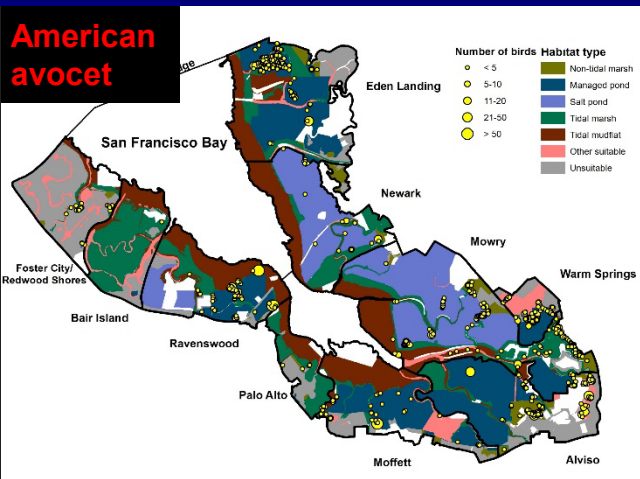 American
avocet
San Francisco Bay
Eden Landing
Newark
Mowry
Warm Springs
Foster City/
Redwood Shores
Bair Island
Ravenswood
Palo Alto
Moffett
Alviso
Number of birds
< 5
5-10
11-20
21-50
> 50
Habitat type
Non-tidal marsh
Managed pond
Salt pond
Tidal marsh
Tidal mudflat
Other suitable
Unsuitable